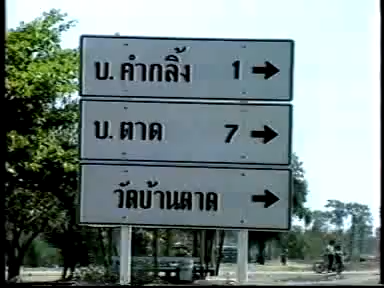 บ. คำกลิ้ง 1 →
บ. ตาด 7 →
วัดบ้านตาด →